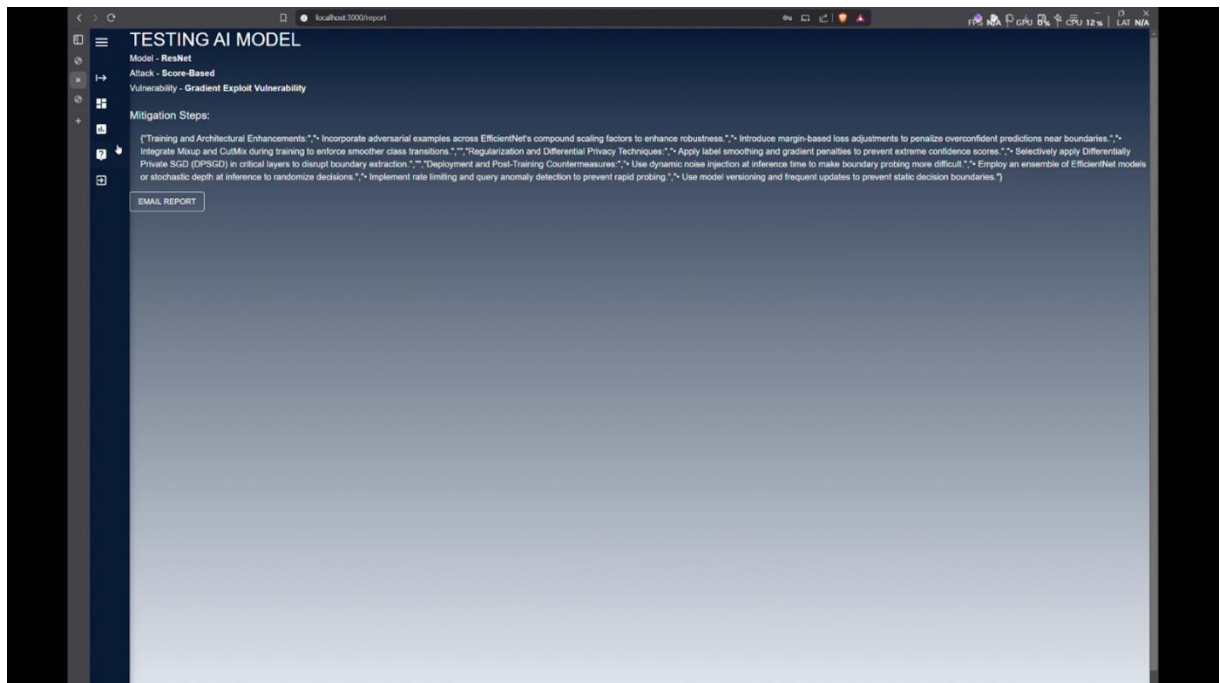 localhost:3000/report
FPS N/A GPU 8% CPU 12% | LAT N/A
TESTING AI MODEL
Model - ResNet
Attack - Score-Based
Vulnerability - Gradient Exploit Vulnerability
Mitigation Steps:
{"Training and Architectural Enhancements:","• Incorporate adversarial examples across EfficientNet's compound scaling factors to enhance robustness.","• Introduce margin-based loss adjustments to penalize overconfident predictions near boundaries.","•
Integrate Mixup and CutMix during training to enforce smoother class transitions.","","Regularization and Differential Privacy Techniques:","• Apply label smoothing and gradient penalties to prevent extreme confidence scores.","• Selectively apply Differentially
Private SGD (DPSGD) in critical layers to disrupt boundary extraction.","","Deployment and Post-Training Countermeasures:","• Use dynamic noise injection at inference time to make boundary probing more difficult.","• Employ an ensemble of EfficientNet models
or stochastic depth at inference to randomize decisions.","• Implement rate limiting and query anomaly detection to prevent rapid probing.","• Use model versioning and frequent updates to prevent static decision boundaries."}
EMAIL REPORT